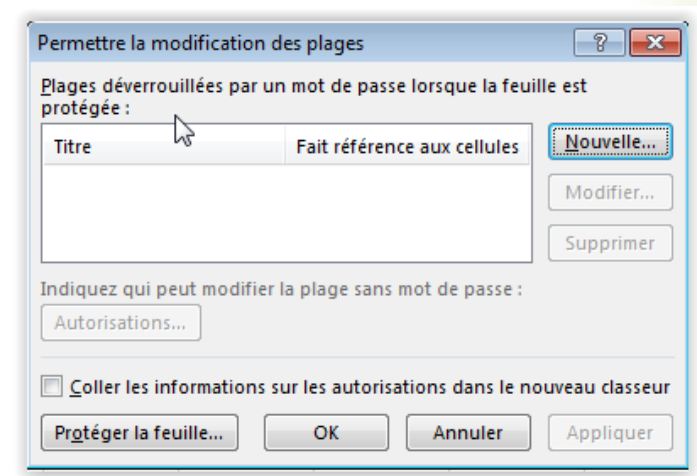 Permettre la modification des plages
Plages déverrouillées par un mot de passe lorsque la feuille est
protégée :
Titre
Fait référence aux cellules
Nouvelle...
Modifier...
Supprimer
Indiquez qui peut modifier la plage sans mot de passe :
Autorisations...
Coller les informations sur les autorisations dans le nouveau classeur
Protéger la feuille...
OK
Annuler
Appliquer